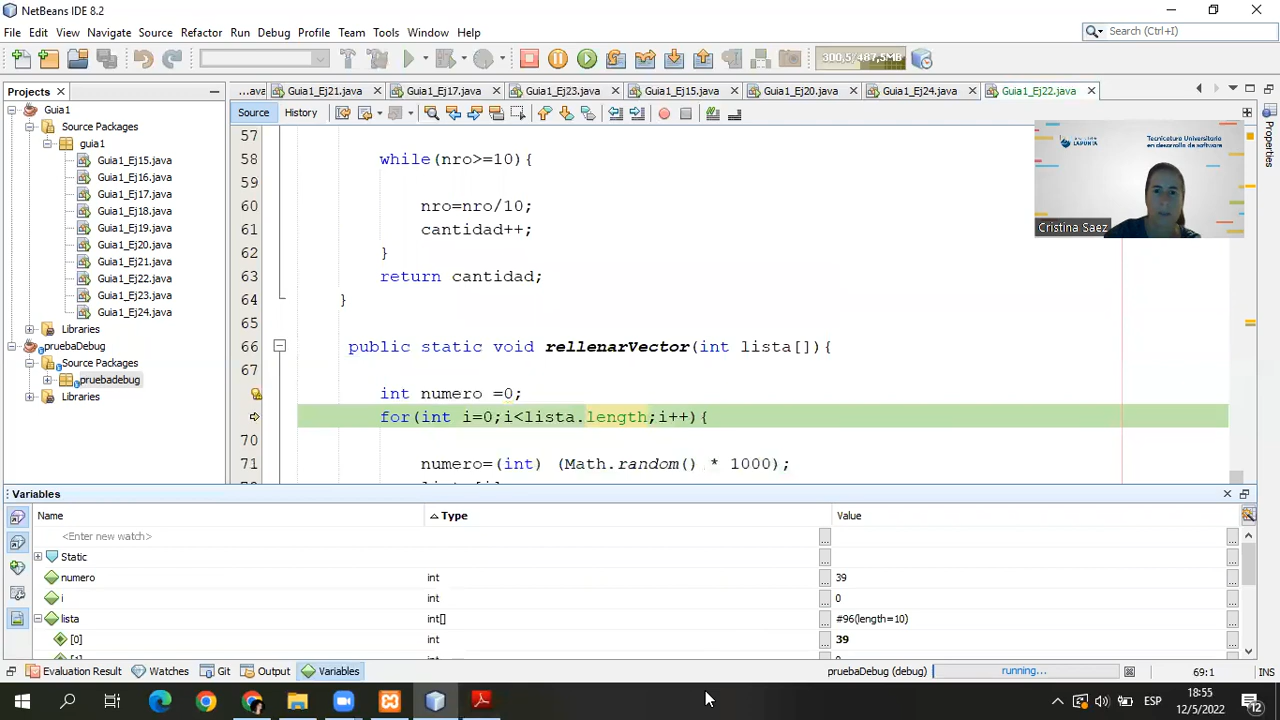 NetBeans IDE 8.2
File Edit View Navigate Source Refactor Run Debug Profile Team Tools Window Help
Search (Ctrl+I)
300,5/487,5MB
Projects
...ava Guia1_Ej21.java Guia1_Ej17.java Guia1_Ej23.java Guia1_Ej15.java Guia1_Ej20.java Guia1_Ej24.java Guia1_Ej22.java
Source History
Guia1
Source Packages
guia1
Guia1_Ej15.java
Guia1_Ej16.java
Guia1_Ej17.java
Guia1_Ej18.java
Guia1_Ej19.java
Guia1_Ej20.java
Guia1_Ej21.java
Guia1_Ej22.java
Guia1_Ej23.java
Guia1_Ej24.java
Libraries
pruebaDebug
Source Packages
pruebadebug
Libraries
57
58 while(nro>=10){
59
60 nro=nro/10;
61 cantidad++;
62 }
63 return cantidad;
64 }
65
66 public static void rellenarVector(int lista[]){
67
int numero =0;
for(int i=0;i<lista.length;i++){
70
71 numero=(int) (Math.random() * 1000);
LAPUNTA
Tecnicatura Universitaria
en desarrollo de software
Cristina Saez
Properties
Variables
Name Type Value
<Enter new watch>
Static
numero int 39
i int 0
lista int[] #96(length=10)
[0] int 39
Evaluation Result Watches Git Output Variables
pruebaDebug (debug) running... 69:1 INS
ESP 18:55
12/5/2022 12